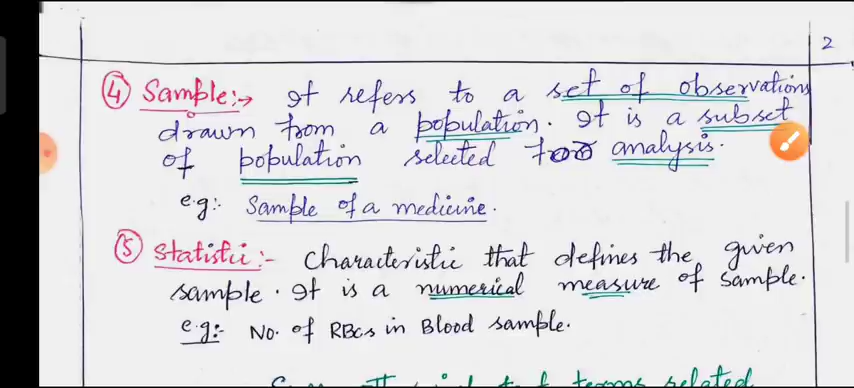 2
④ Sample:→ It refers to a set of observations
drawn from a population. It is a subset
of population selected for analysis.
e.g:- Sample of a medicine.
⑤ Statistic:- Characteristic that defines the given
sample. It is a numerical measure of sample.
e.g:- No. of RBCs in Blood sample.
terms related